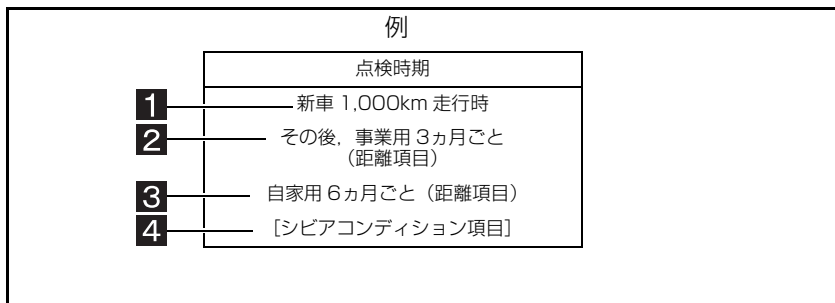 例
点検時期
1 新車 1,000km 走行時
2 その後，事業用 3ヵ月ごと
（距離項目）
3 自家用 6ヵ月ごと（距離項目）
4 ［シビアコンディション項目］